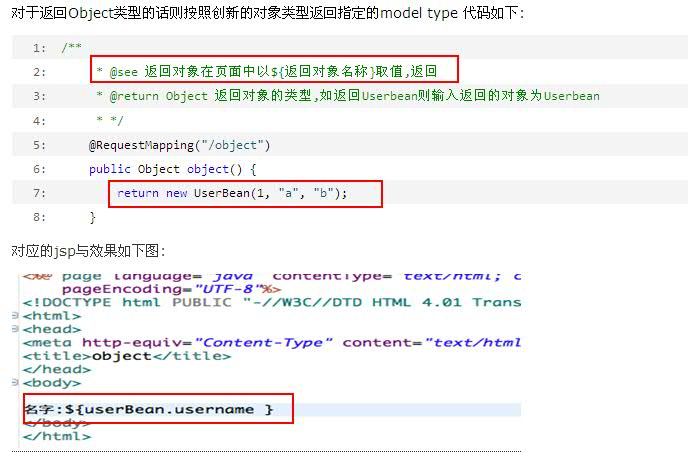 对于返回Object类型的话则按照创新的对象类型返回指定的model type 代码如下:
1: /**
2: * @see 返回对象在页面中以${返回对象名称}取值,返回
3: * @return Object 返回对象的类型,如返回Userbean则输入返回的对象为Userbean
4: * */
5: @RequestMapping("/object")
6: public Object object() {
7: return new UserBean(1, "a", "b");
8: }
对应的jsp与效果如下图:
<%@ page language="java" contentType="text/html; c
pageEncoding="UTF-8"%>
<!DOCTYPE html PUBLIC "-//W3C//DTD HTML 4.01 Trans
<html>
<head>
<meta http-equiv="Content-Type" content="text/html
<title>object</title>
</head>
<body>
名字:${userBean.username }
</body>
</html>